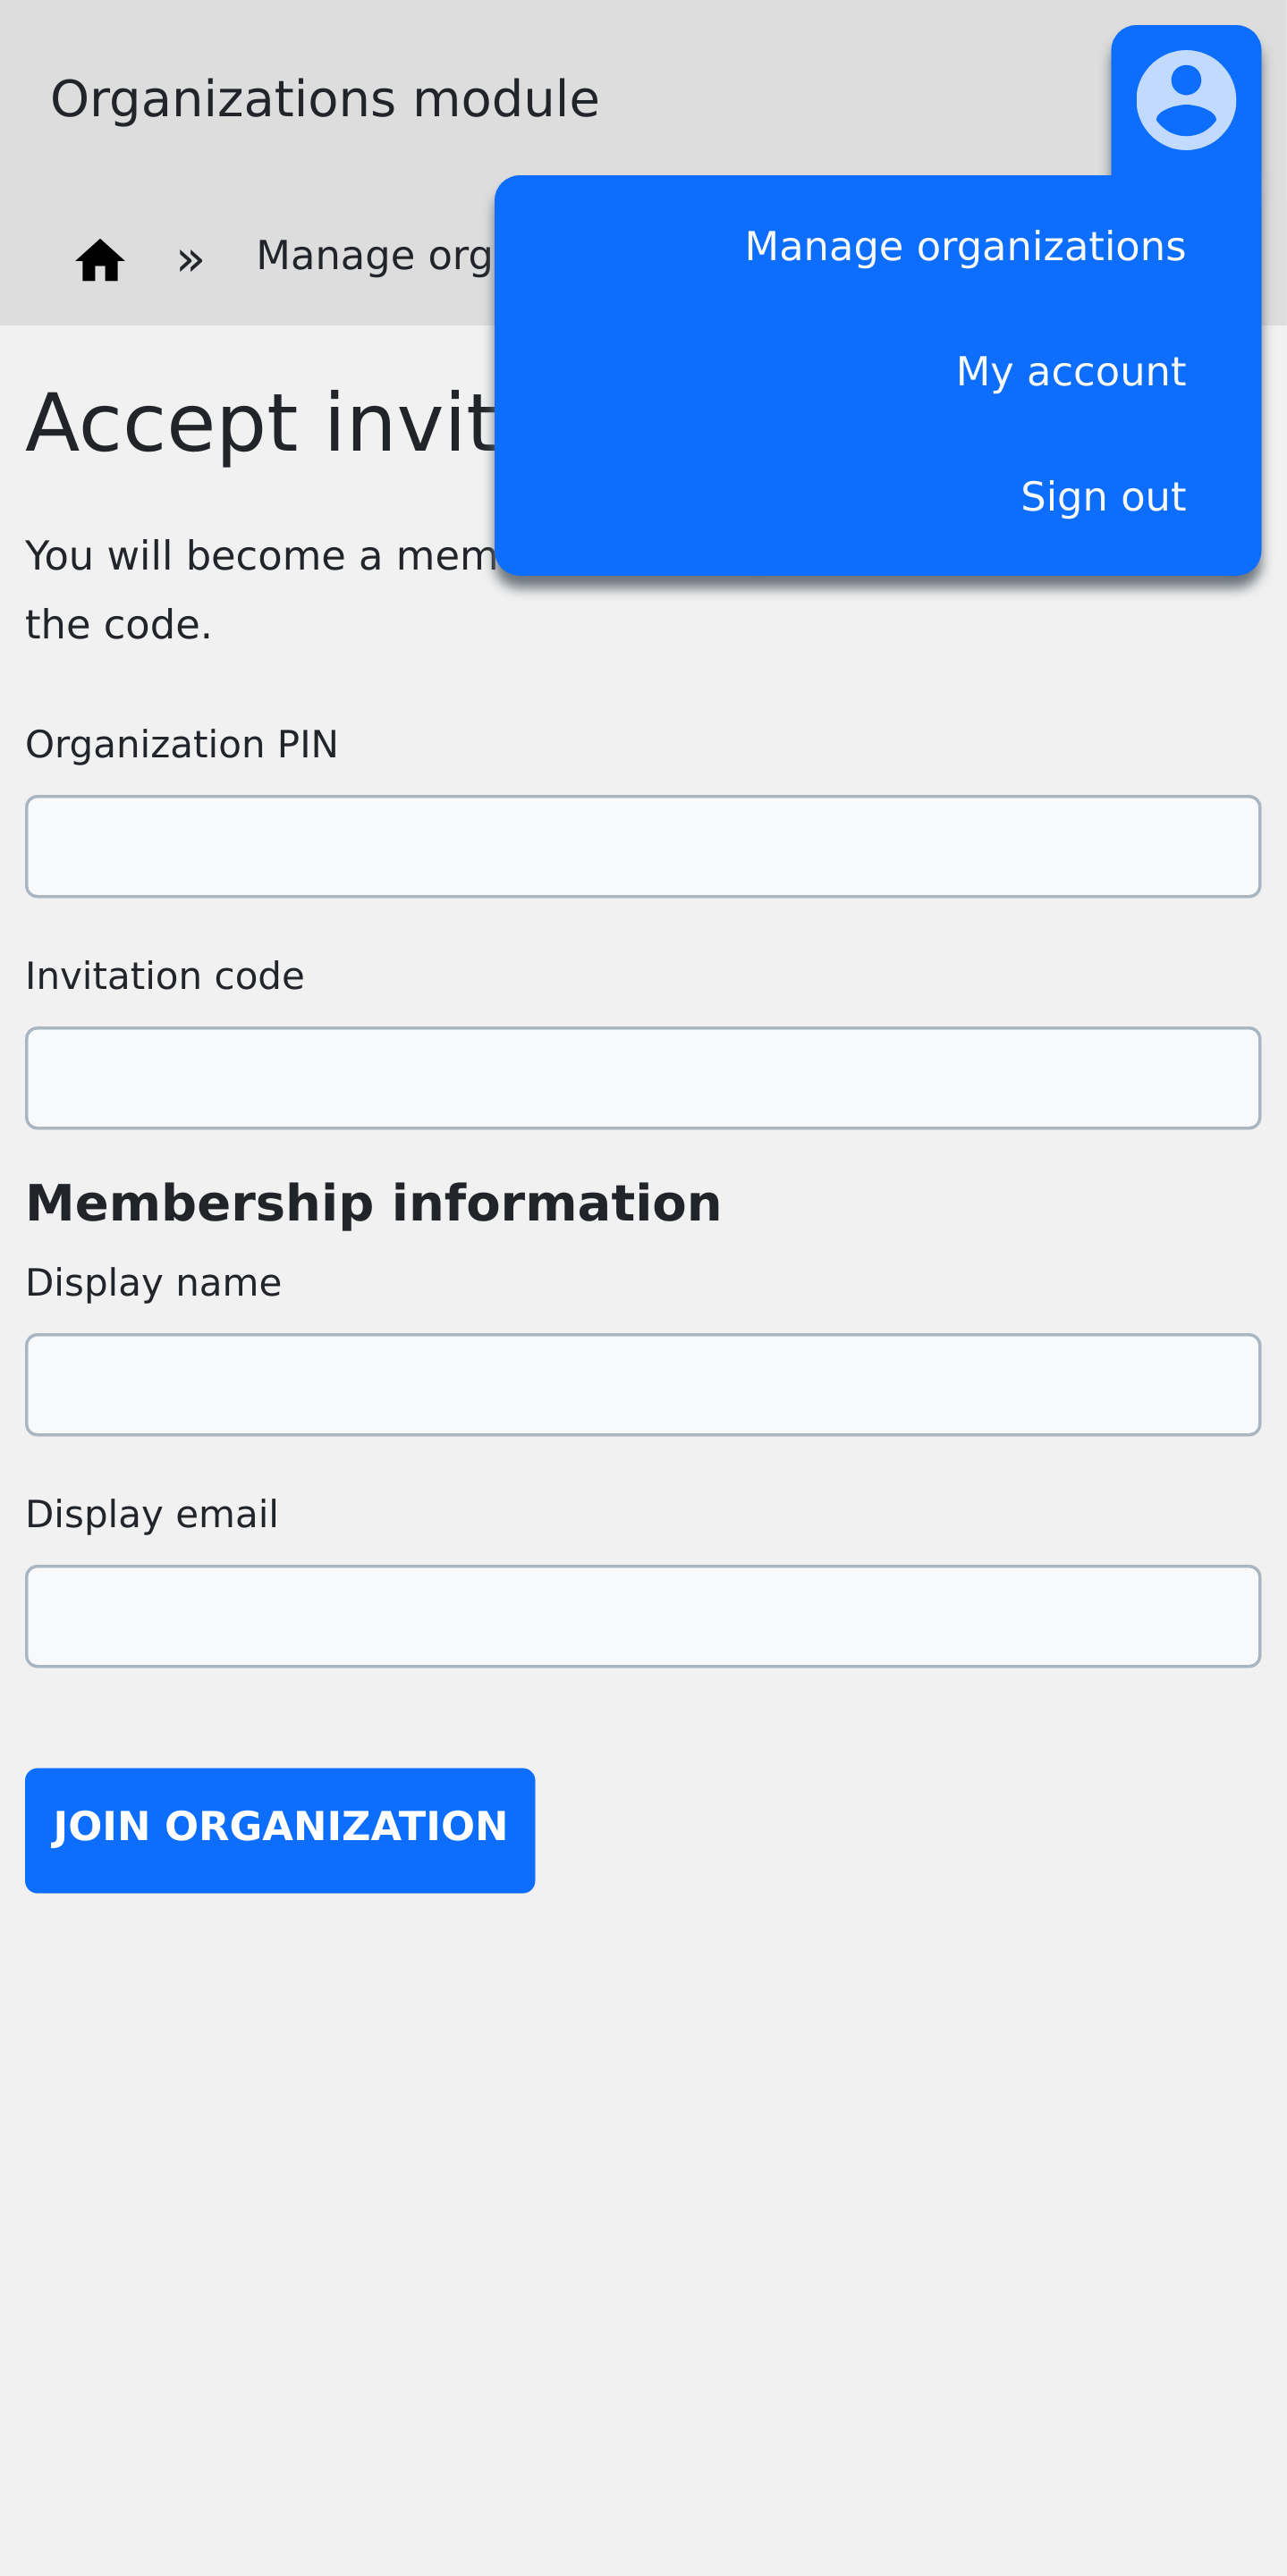 Organizations module
» Manage org
Manage organizations
My account
Sign out
Accept invit
You will become a mem
the code.
Organization PIN
Invitation code
Membership information
Display name
Display email
JOIN ORGANIZATION